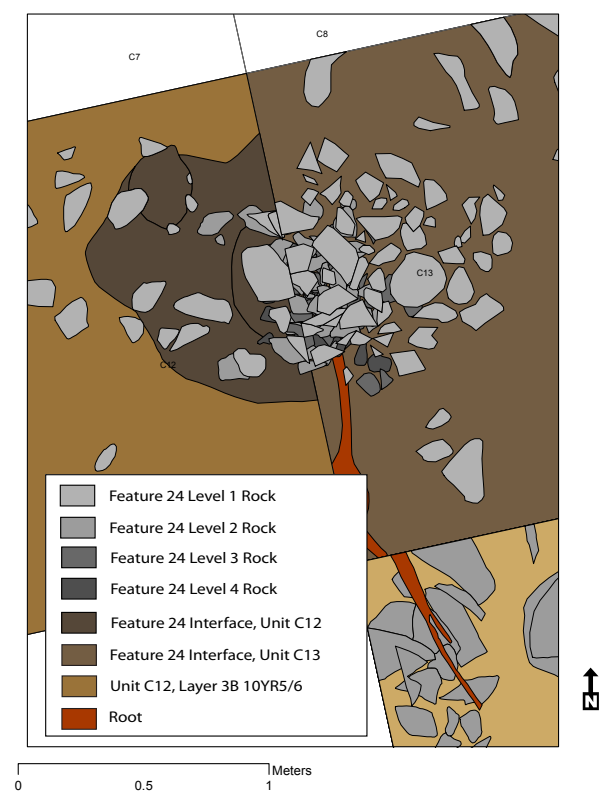 C7
C8
C13
C12
Feature 24 Level 1 Rock
Feature 24 Level 2 Rock
Feature 24 Level 3 Rock
Feature 24 Level 4 Rock
Feature 24 Interface, Unit C12
Feature 24 Interface, Unit C13
Unit C12, Layer 3B 10YR5/6
Root
N
Meters
0 0.5 1